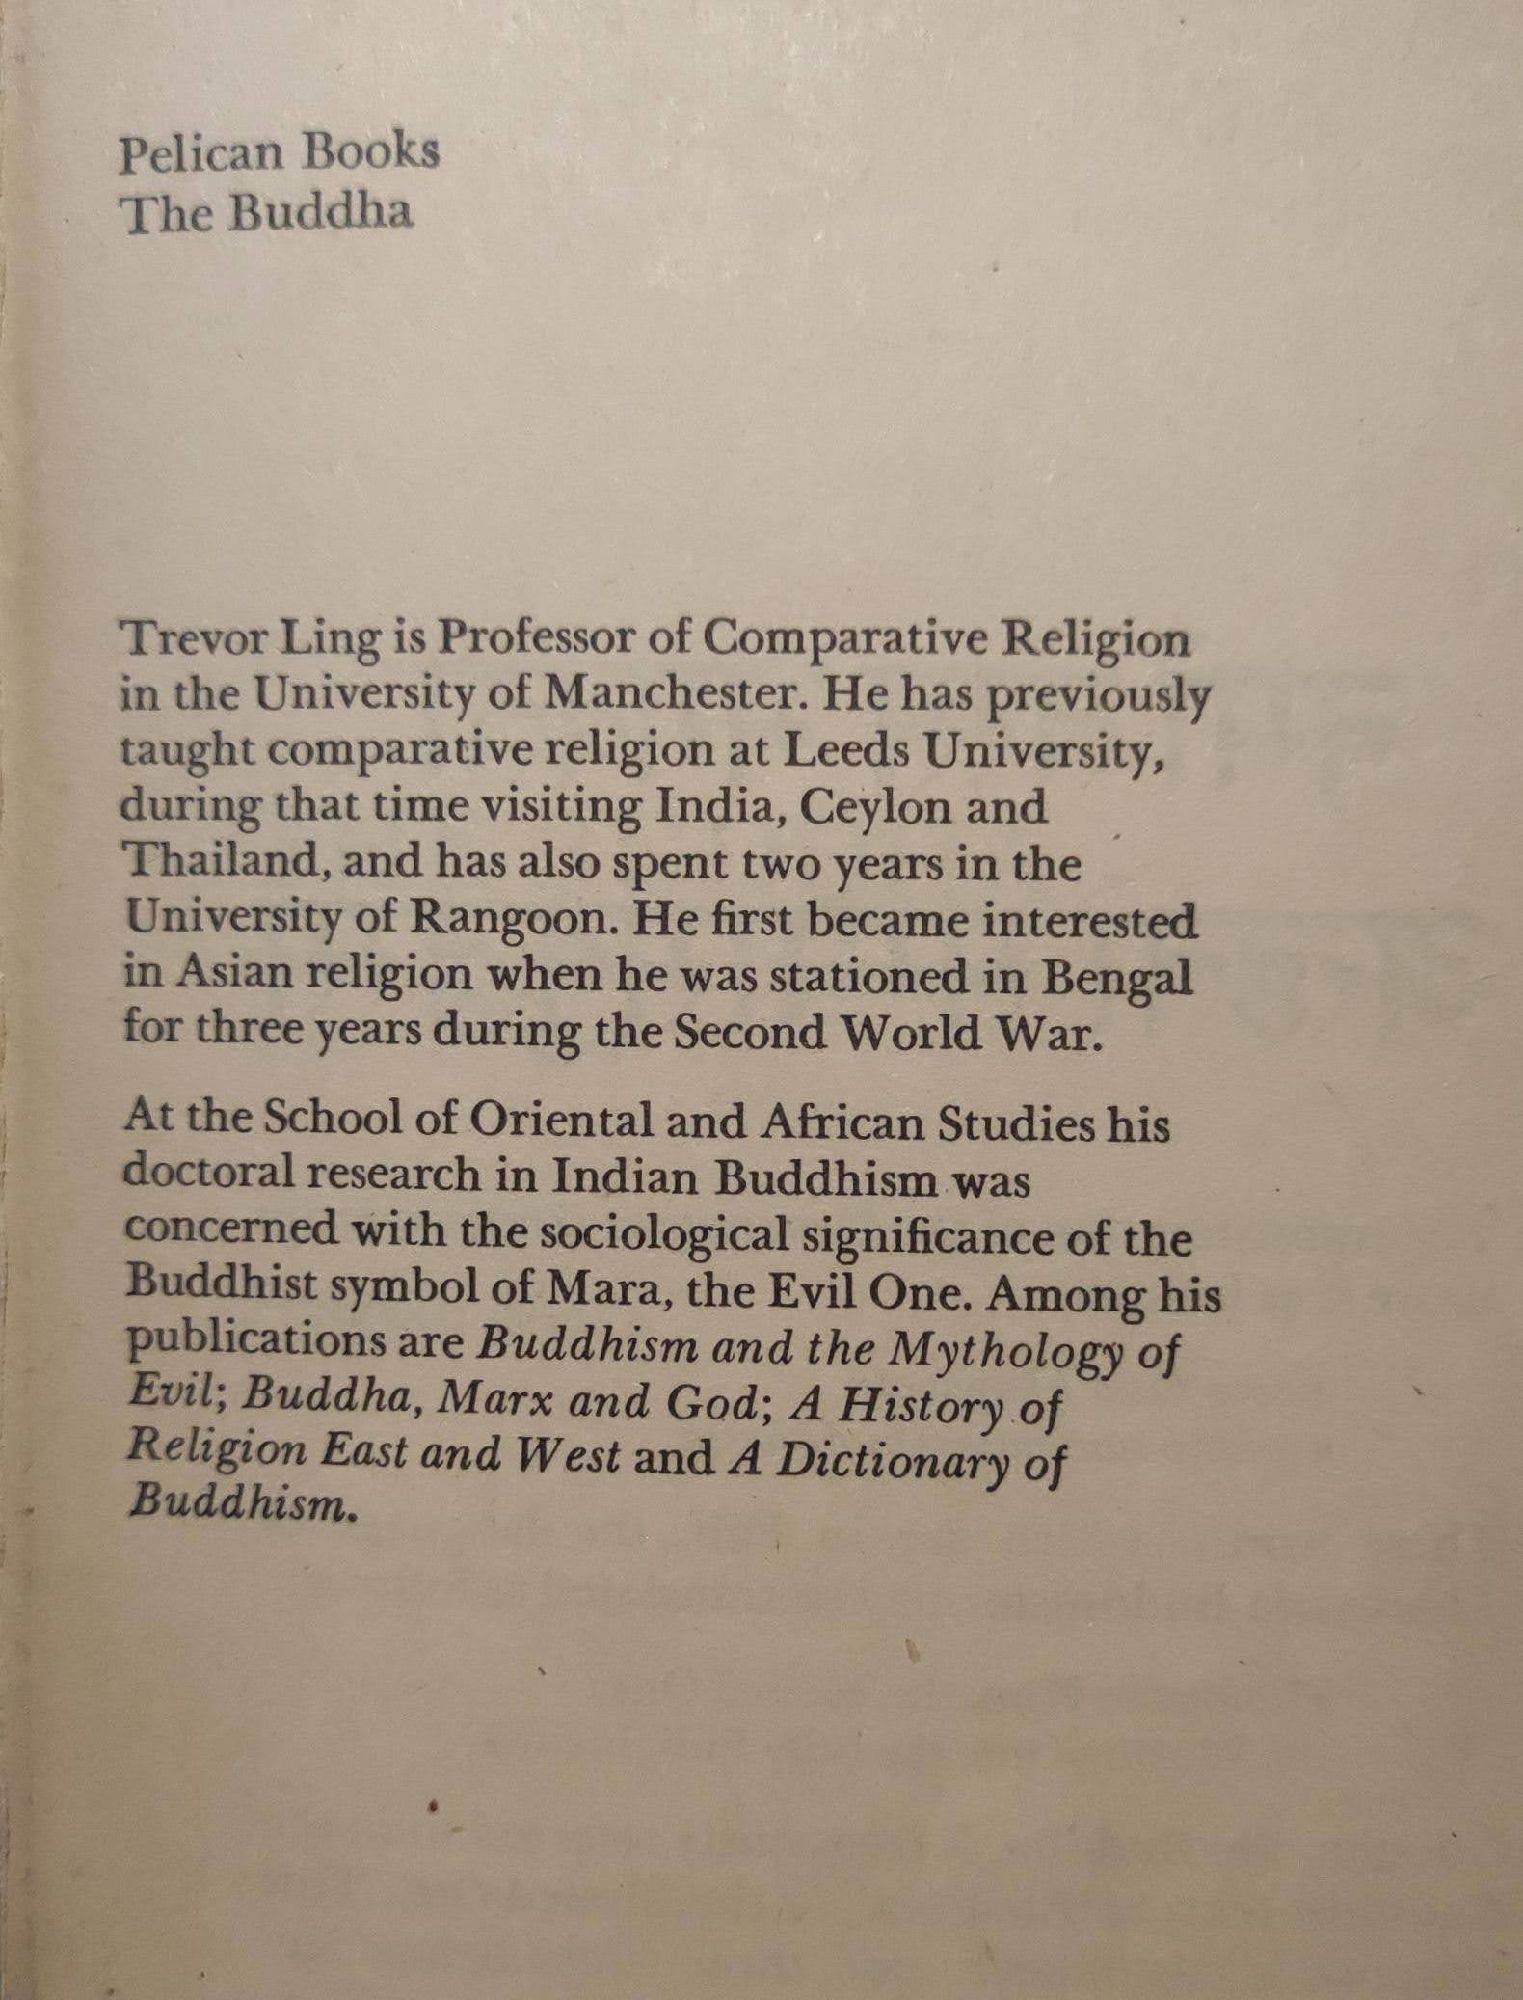 Pelican Books
The Buddha
Trevor Ling is Professor of Comparative Religion
in the University of Manchester. He has previously
taught comparative religion at Leeds University,
during that time visiting India, Ceylon and
Thailand, and has also spent two years in the
University of Rangoon. He first became interested
in Asian religion when he was stationed in Bengal
for three years during the Second World War.
At the School of Oriental and African Studies his
doctoral research in Indian Buddhism was
concerned with the sociological significance of the
Buddhist symbol of Mara, the Evil One. Among his
publications are Buddhism and the Mythology of
Evil; Buddha, Marx and God; A History of
Religion East and West and A Dictionary of
Buddhism.